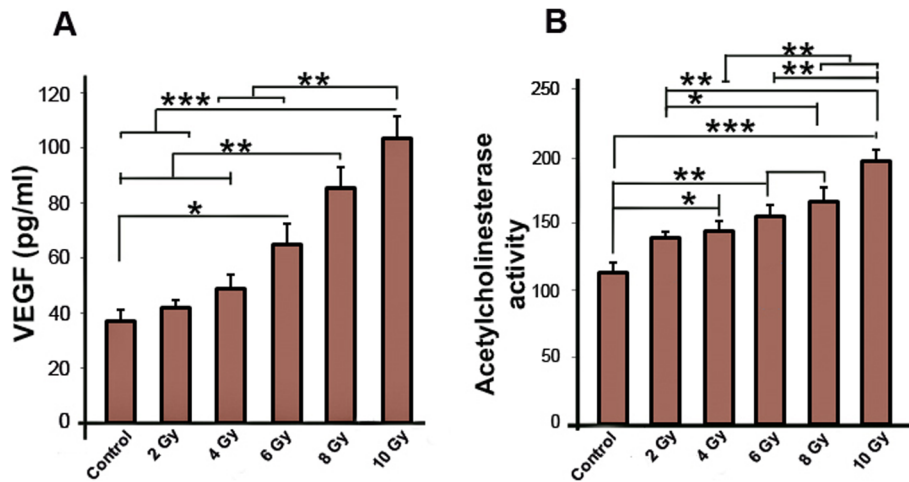 A
VEGF (pg/ml)
120
100
80
60
40
20
0
***
**
**
*
Control
2 Gy
4 Gy
6 Gy
8 Gy
10 Gy
B
Acetylcholinesterase
activity
250
200
150
100
50
0
**
**
**
*
***
**
*
Control
2 Gy
4 Gy
6 Gy
8 Gy
10 Gy